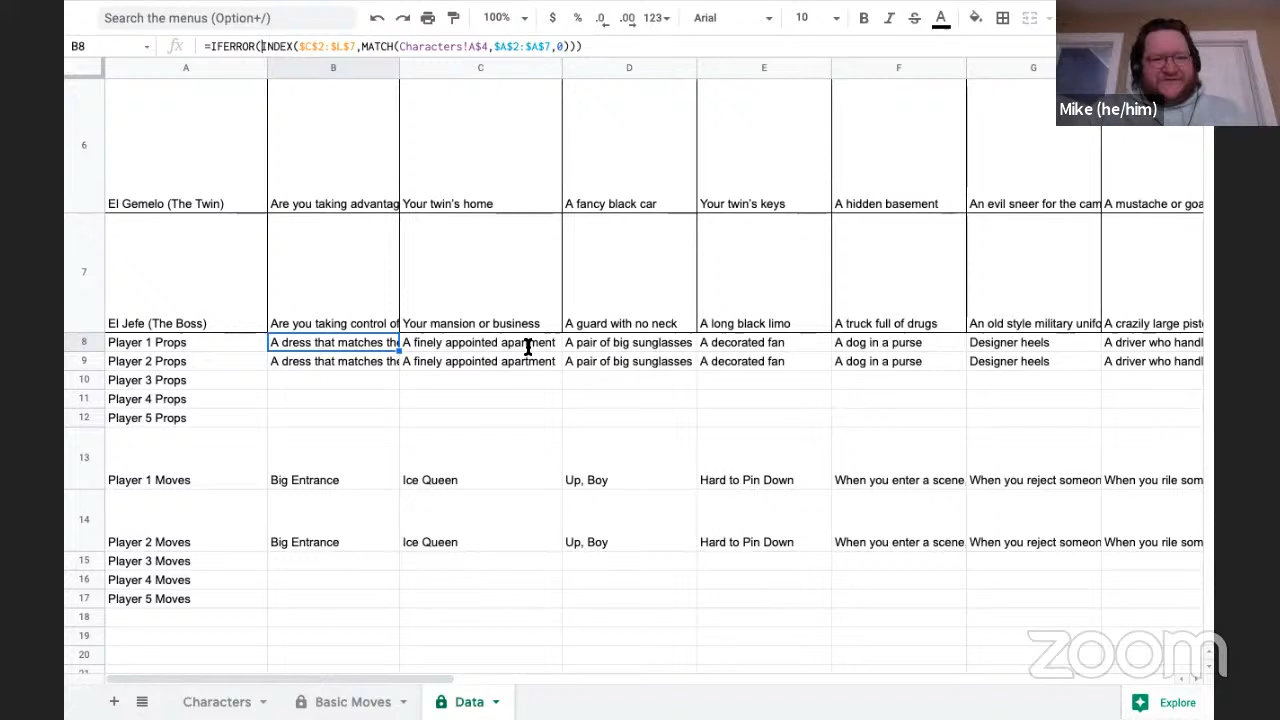 Search the menus (Option+/)
100%
$ % .0 .00 123
Arial
10
B I S A
B8
fx
=IFERROR(INDEX($C$2:$L$7,MATCH(Characters!A$4,$A$2:$A$7,0)))
A B C D E F G
Mike (he/him)
6 El Gemelo (The Twin) Are you taking advantag Your twin's home A fancy black car Your twin's keys A hidden basement An evil sneer for the cam A mustache or goa
7 El Jefe (The Boss) Are you taking control of Your mansion or business A guard with no neck A long black limo A truck full of drugs An old style military unifo A crazily large pist
8 Player 1 Props A dress that matches the A finely appointed apartment A pair of big sunglasses A decorated fan A dog in a purse Designer heels A driver who handl
9 Player 2 Props A dress that matches the A finely appointed apartment A pair of big sunglasses A decorated fan A dog in a purse Designer heels A driver who handl
10 Player 3 Props
11 Player 4 Props
12 Player 5 Props
13 Player 1 Moves Big Entrance Ice Queen Up, Boy Hard to Pin Down When you enter a scene, When you reject someon When you rile som
14 Player 2 Moves Big Entrance Ice Queen Up, Boy Hard to Pin Down When you enter a scene, When you reject someon When you rile som
15 Player 3 Moves
16 Player 4 Moves
17 Player 5 Moves
18
19
20
zoom
+ Characters Basic Moves Data
Explore